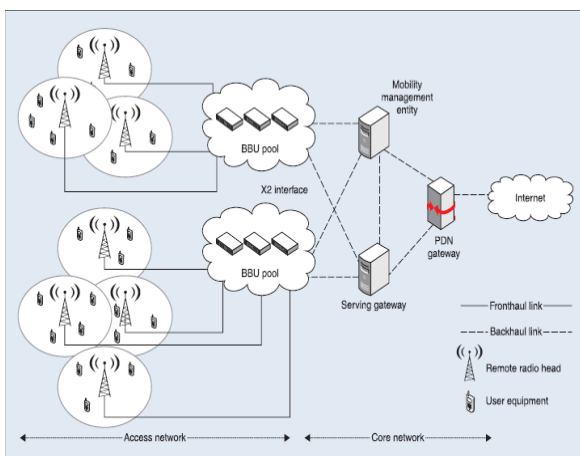 Mobility
management
entity
BBU pool
X2 interface
Internet
PDN
gateway
BBU pool
Serving gateway
Fronthaul link
Backhaul link
Remote radio head
User equipment
Access network
Core network